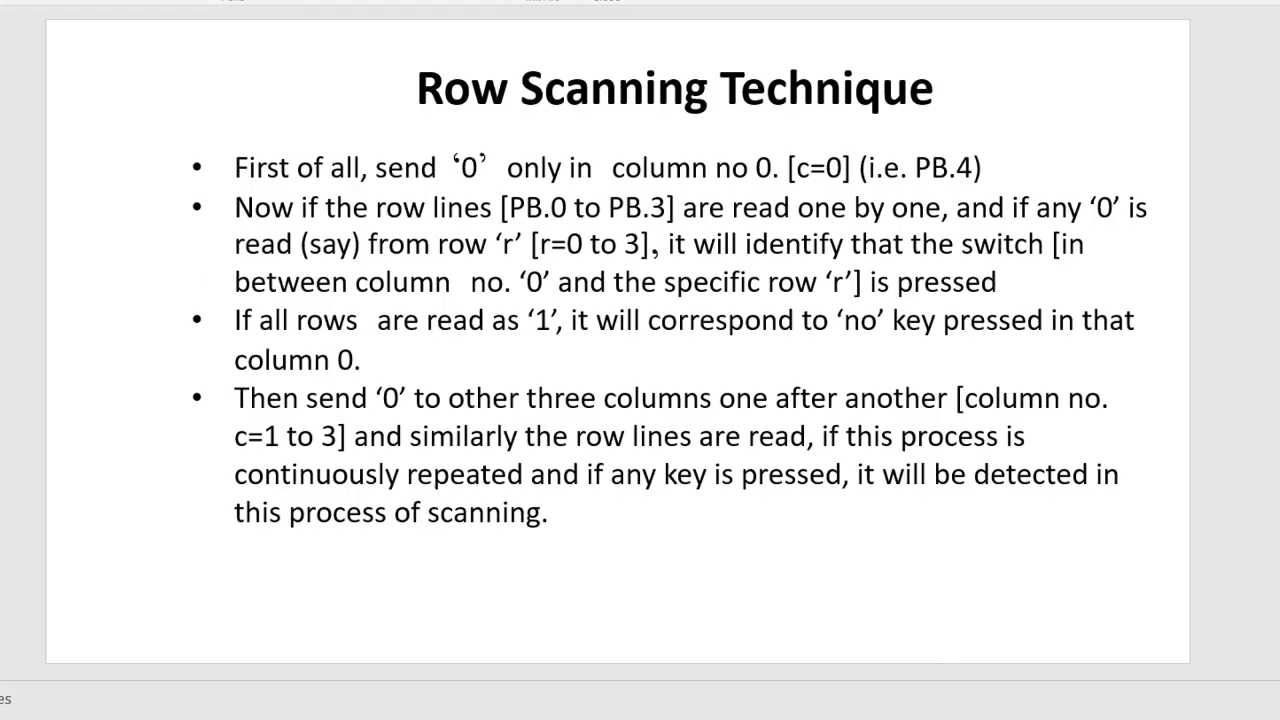 Row Scanning Technique
• First of all, send ‘0’ only in column no 0. [c=0] (i.e. PB.4)
• Now if the row lines [PB.0 to PB.3] are read one by one, and if any ‘0’ is
read (say) from row ‘r’ [r=0 to 3], it will identify that the switch [in
between column no. ‘0’ and the specific row ‘r’] is pressed
• If all rows are read as ‘1’, it will correspond to ‘no’ key pressed in that
column 0.
• Then send ‘0’ to other three columns one after another [column no.
c=1 to 3] and similarly the row lines are read, if this process is
continuously repeated and if any key is pressed, it will be detected in
this process of scanning.